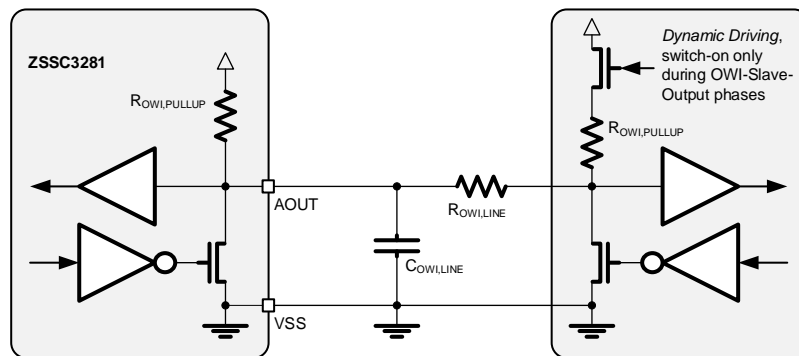 ZSSC3281
Dynamic Driving,
switch-on only
during OWI-Slave-
Output phases
ROWI,PULLUP
ROWI,PULLUP
AOUT
ROWI,LINE
COWI,LINE
VSS